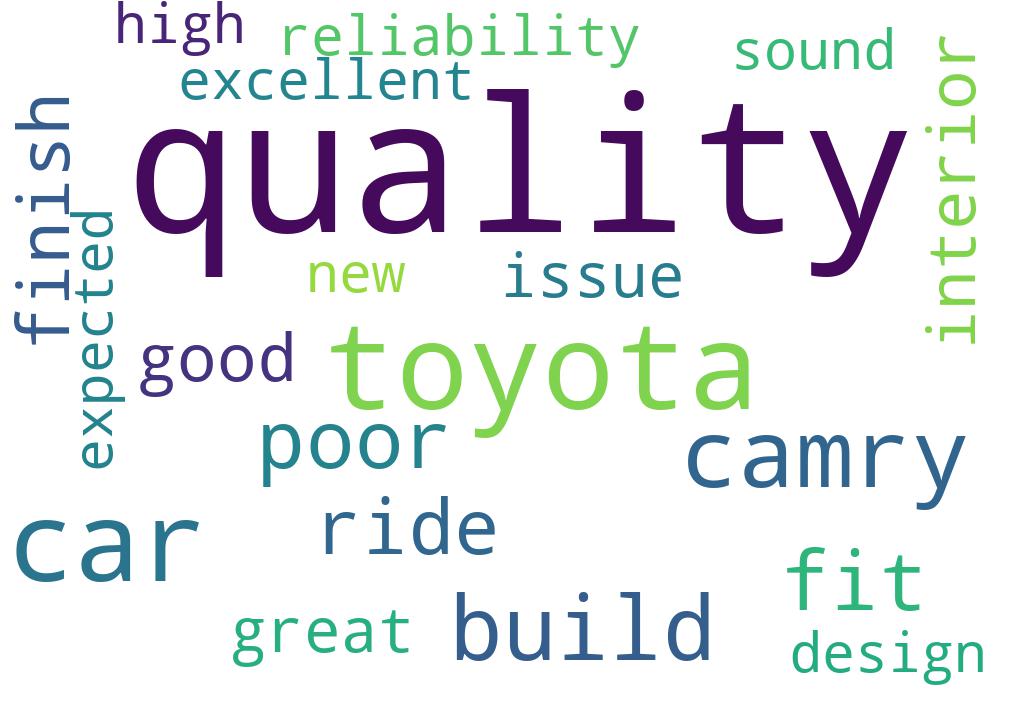 high
reliability
sound
excellent
finish
quality
interior
expected
new
issue
good
toyota
poor
camry
car
ride
fit
great
build
design